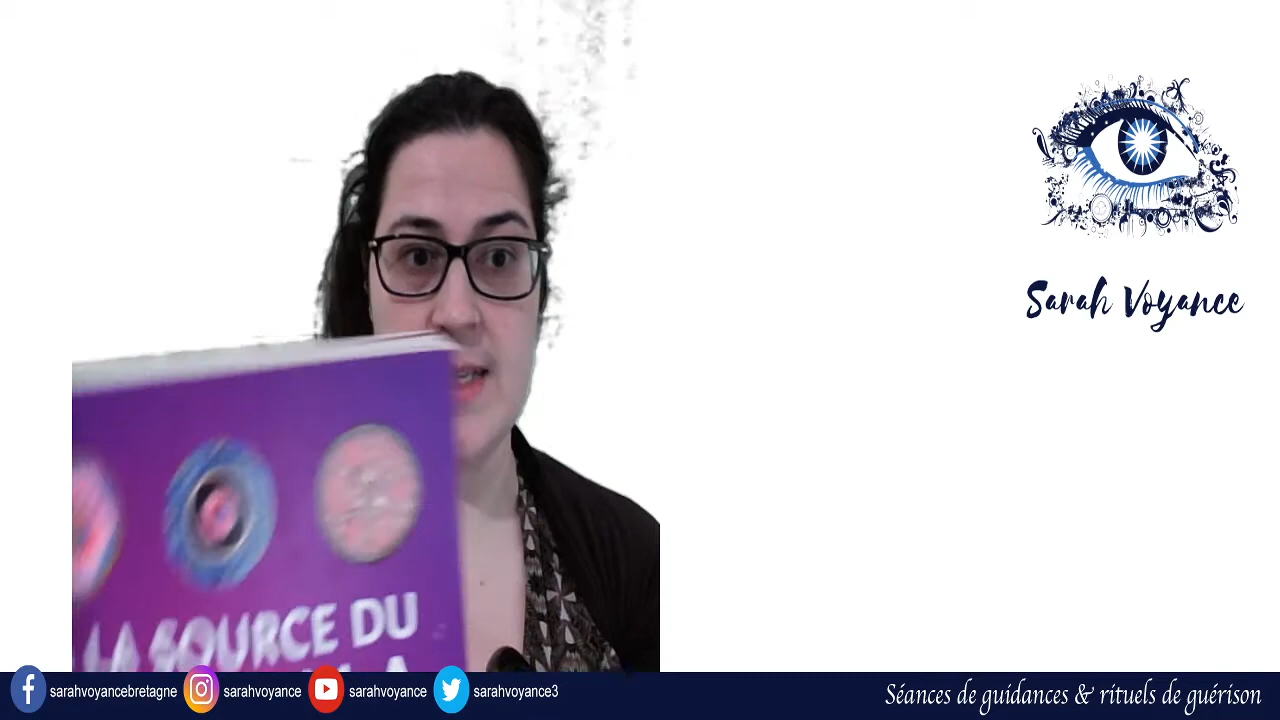 Sarah Voyance
LA SOURCE DU
sarahvoyancebretagne
sarahvoyance
sarahvoyance
sarahvoyance3
Séances de guidances & rituels de guérison